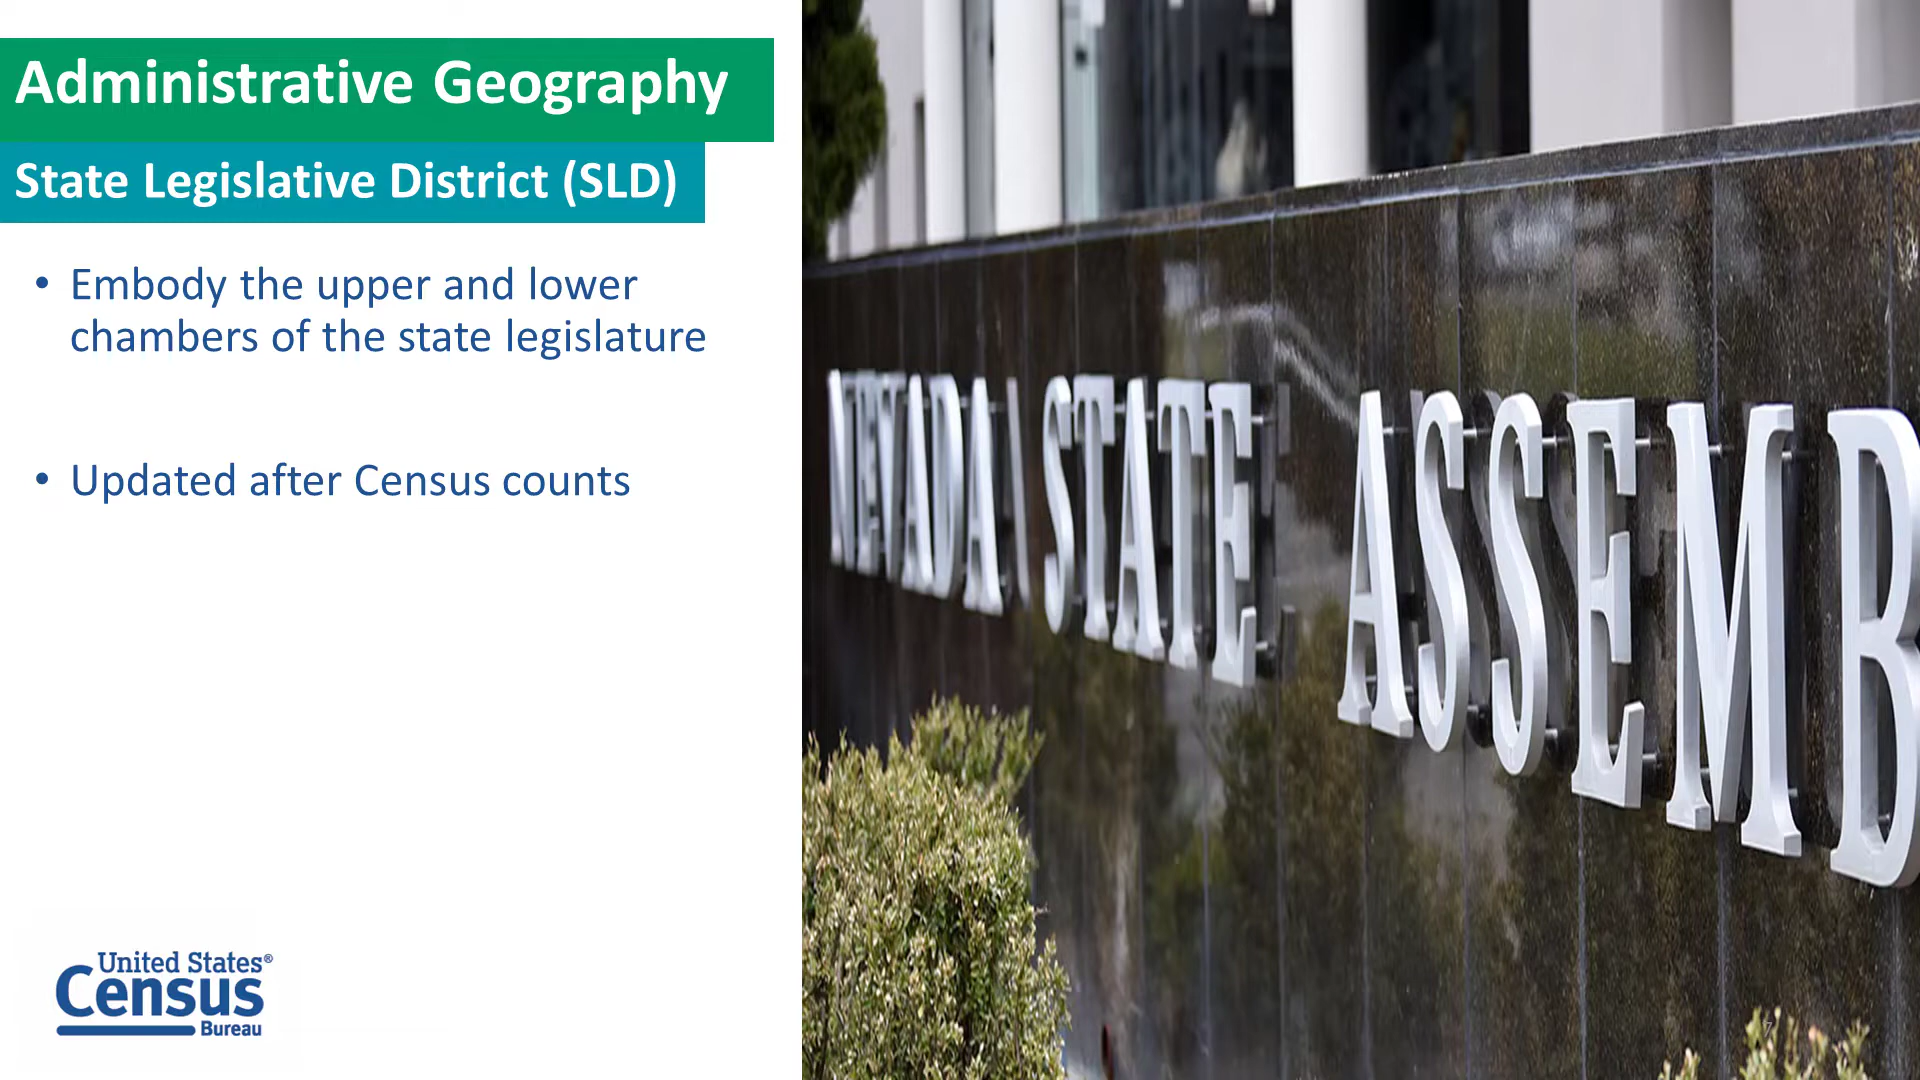 Administrative Geography
State Legislative District (SLD)
• Embody the upper and lower
chambers of the state legislature
• Updated after Census counts
NEVADA STATE ASSEMB
United States®
Census
Bureau